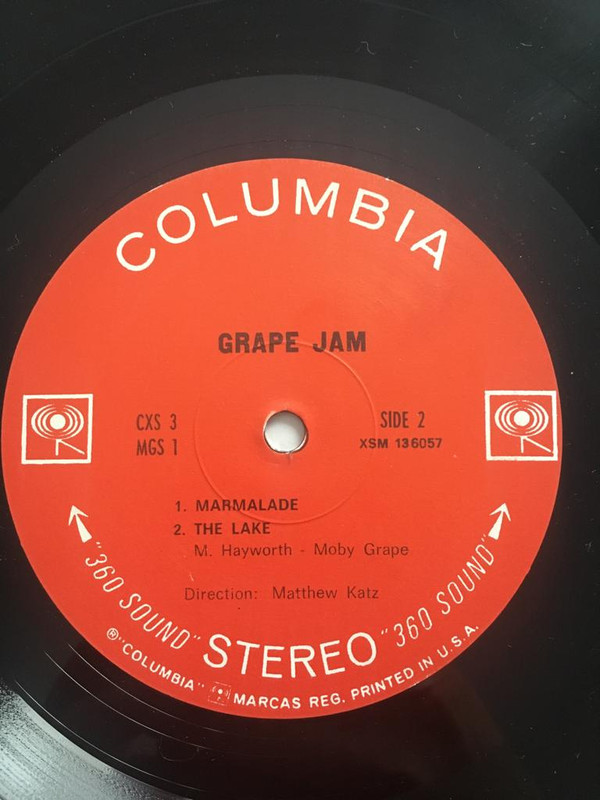 COLUMBIA
GRAPE JAM
CXS 3
MGS 1
SIDE 2
XSM 136057
1. MARMALADE
2. THE LAKE
M. Hayworth - Moby Grape
Direction: Matthew Katz
"360 SOUND" STEREO "360 SOUND"
® "COLUMBIA" MARCAS REG. PRINTED IN U.S.A.